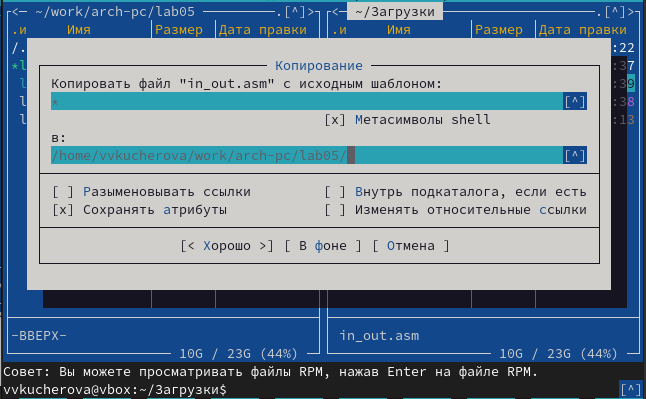 <─ ~/work/arch-pc/lab05 ─.[^]> <─ ~/Загрузки ─.[^]>
.и Имя Размер Дата правки .и Имя Размер Дата правки
/. :22
*l :37
l :39
l :38
l :13
Копирование
Копировать файл "in_out.asm" с исходным шаблоном:
* [^]
[x] Метасимволы shell
в:
/home/vvkucherova/work/arch-pc/lab05/ [^]
[ ] Разыменовывать ссылки [ ] Внутрь подкаталога, если есть
[x] Сохранять атрибуты [ ] Изменять относительные ссылки
[< Хорошо >] [ В фоне ] [ Отмена ]
-ВВЕРХ- in_out.asm
10G / 23G (44%) 10G / 23G (44%)
Совет: Вы можете просматривать файлы RPM, нажав Enter на файле RPM.
vvkucherova@vbox:~/Загрузки$ [^]